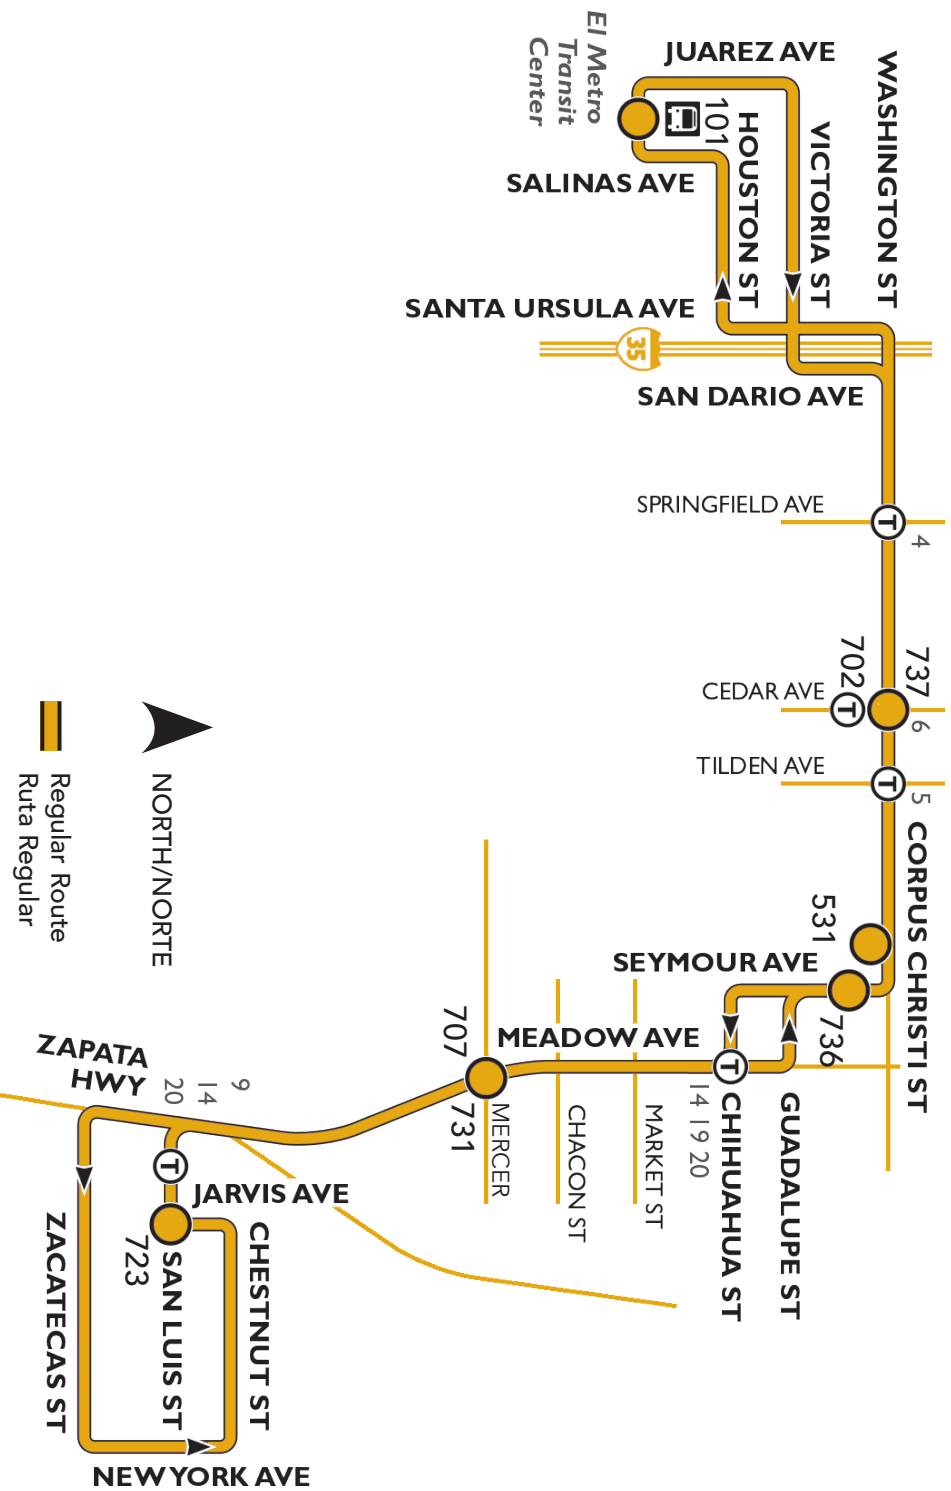 El Metro
Transit
Center
JUAREZ AVE
WASHINGTON ST
101
HOUSTON ST
VICTORIA ST
SALINAS AVE
SANTA URSULA AVE
35
SAN DARIO AVE
SPRINGFIELD AVE
T
4
702
737
CEDAR AVE
T
6
TILDEN AVE
T
5
CORPUS CHRISTI ST
531
SEYMOUR AVE
736
MEADOW AVE
707
731
MERCER
CHACON ST
MARKET ST
T
14 19 20
CHIHUAHUA ST
GUADALUPE ST
ZAPATA
HWY
9
14
20
T
JARVIS AVE
723
SAN LUIS ST
CHESTNUT ST
ZACATECAS ST
NEW YORK AVE
NORTH/NORTE
Regular Route
Ruta Regular